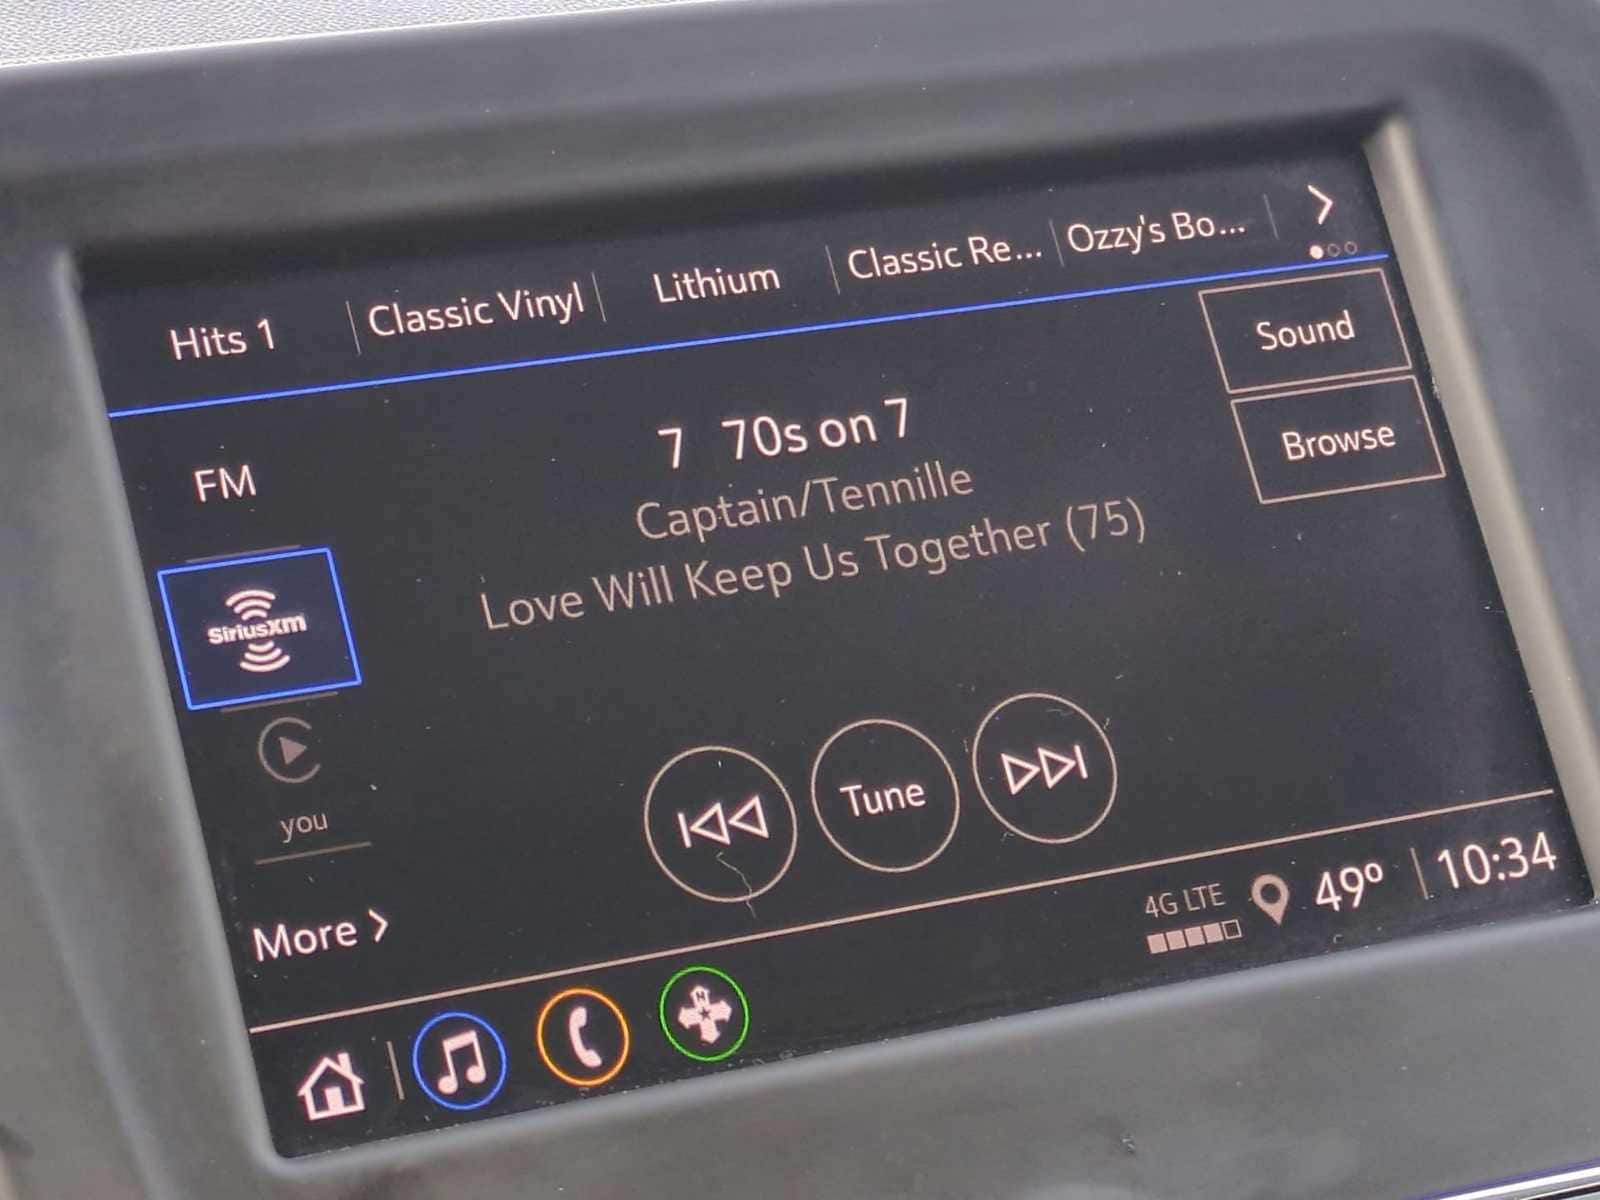 Hits 1
Classic Vinyl
Lithium
Classic Re...
Ozzy's Bo...
Sound
FM
7 70s on 7
Browse
Captain/Tennille
Love Will Keep Us Together (75)
SiriusXM
you
Tune
More >
4G LTE
49°
10:34
N